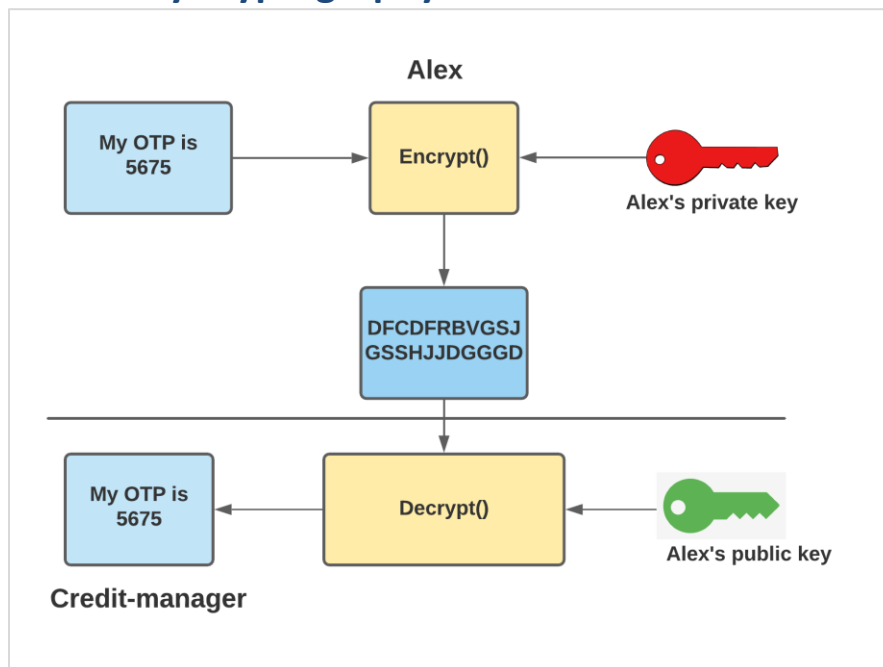 Alex
My OTP is
5675
Encrypt()
Alex's private key
DFCDFRBVGSJ
GSSHJJDGGGD
My OTP is
5675
Decrypt()
Alex's public key
Credit-manager